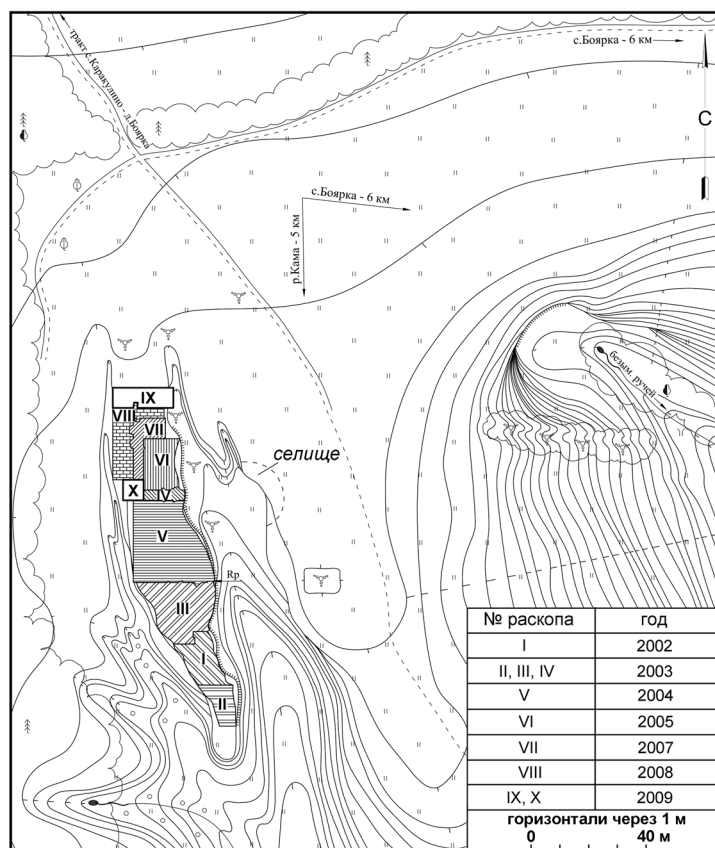 с.Боярка - 6 км
тракт с.Каракулино - д.Боярка
С
с.Боярка - 6 км
р.Кама - 5 км
безым. ручей
IX
VIII
VII
VI
селище
X
IV
V
Rp
III
I
II
№ раскопа год
I 2002
II, III, IV 2003
V 2004
VI 2005
VII 2007
VIII 2008
IX, X 2009
горизонтали через 1 м
0 40 м